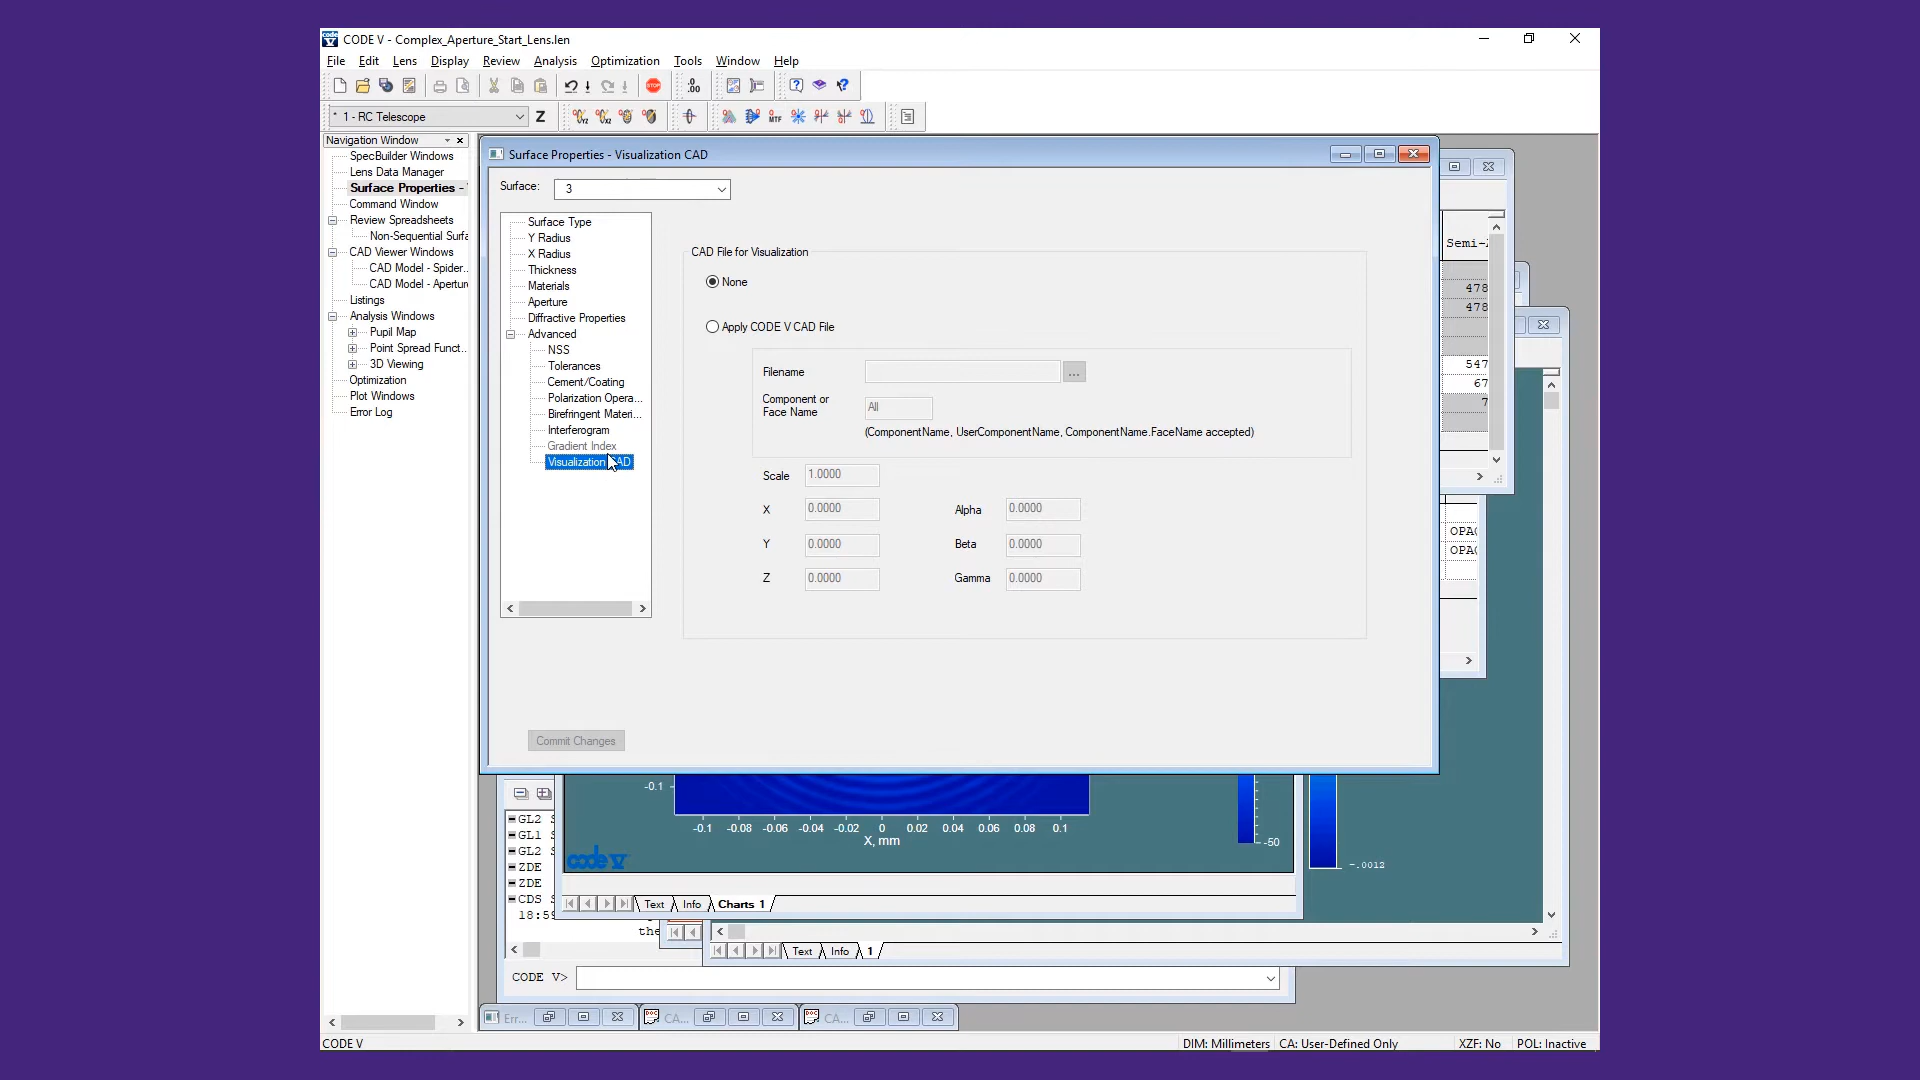 CODE V - Complex_Aperture_Start_Lens.len
File Edit Lens Display Review Analysis Optimization Tools Window Help
* 1 - RC Telescope
Z
STOP
MTF
Navigation Window
SpecBuilder Windows
Lens Data Manager
Surface Properties -
Command Window
Review Spreadsheets
Non-Sequential Surfa
CAD Viewer Windows
CAD Model - Spider..
CAD Model - Apertur
Listings
Analysis Windows
Pupil Map
Point Spread Funct..
3D Viewing
Optimization
Plot Windows
Error Log
Surface Properties - Visualization CAD
Surface: 3
Surface Type
Y Radius
X Radius
Thickness
Materials
Aperture
Diffractive Properties
Advanced
NSS
Tolerances
Cement/Coating
Polarization Opera...
Birefringent Materi...
Interferogram
Gradient Index
Visualization CAD
CAD File for Visualization
None
Apply CODE V CAD File
Filename
...
Component or
Face Name
All
(ComponentName, UserComponentName, ComponentName.FaceName accepted)
Scale 1.0000
X 0.0000 Alpha 0.0000
Y 0.0000 Beta 0.0000
Z 0.0000 Gamma 0.0000
Commit Changes
478
478
547
67
7
OPA
OPA
GL2
GL1
GL2
ZDE
ZDE
CDS
the
-0.1
-0.1 -0.08 -0.06 -0.04 -0.02 0 0.02 0.04 0.06 0.08 0.1
X, mm
-50
-.0012
code V
Text Info Charts 1
Text Info 1
CODE V>
Err...
CA...
CA...
CODE V
DIM: Millimeters CA: User-Defined Only XZF: No POL: Inactive